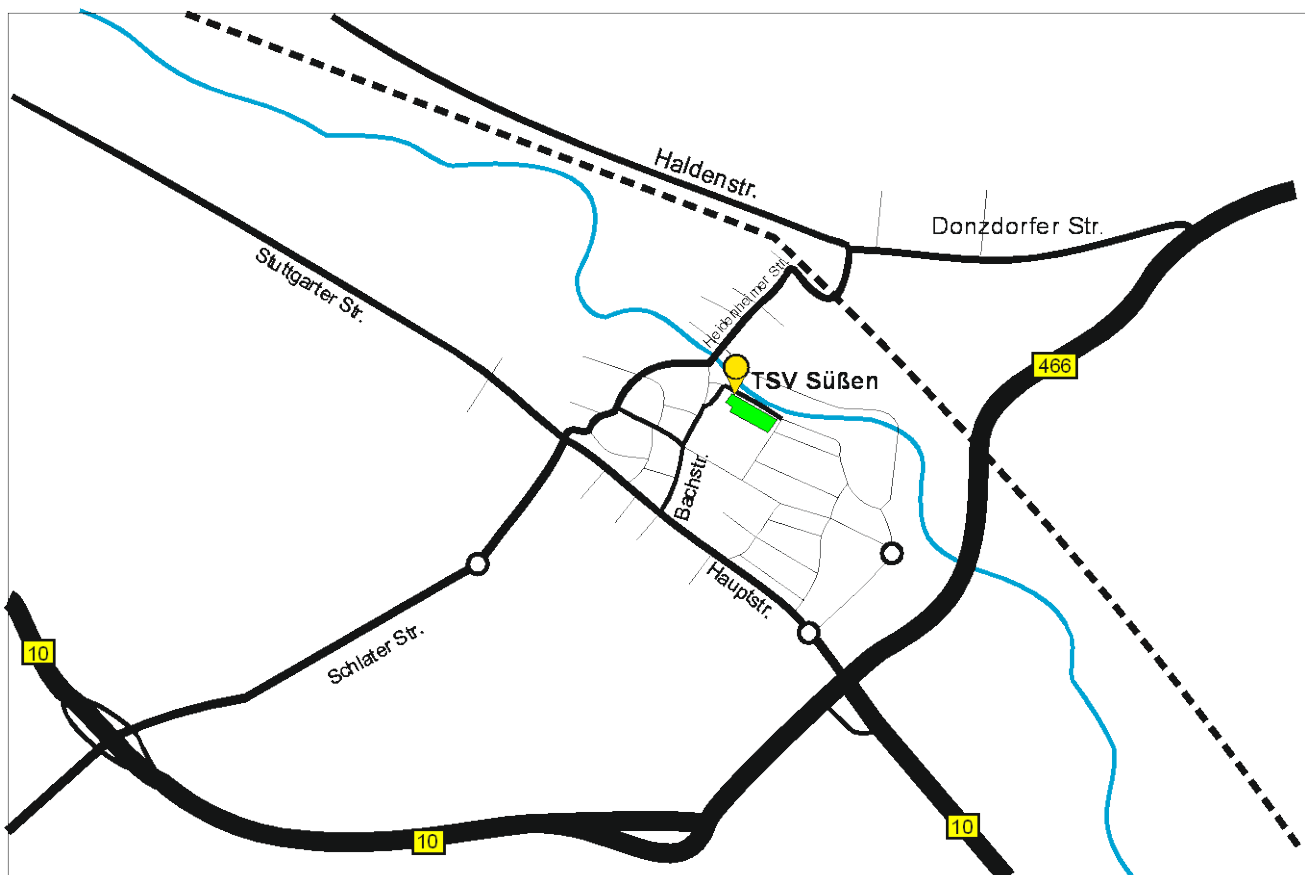 Haldenstr.
Donzdorfer Str.
Stuttgarter Str.
Heidenheimer Str.
466
TSV Süßen
Bachstr.
Hauptstr.
Schlater Str.
10
10
10